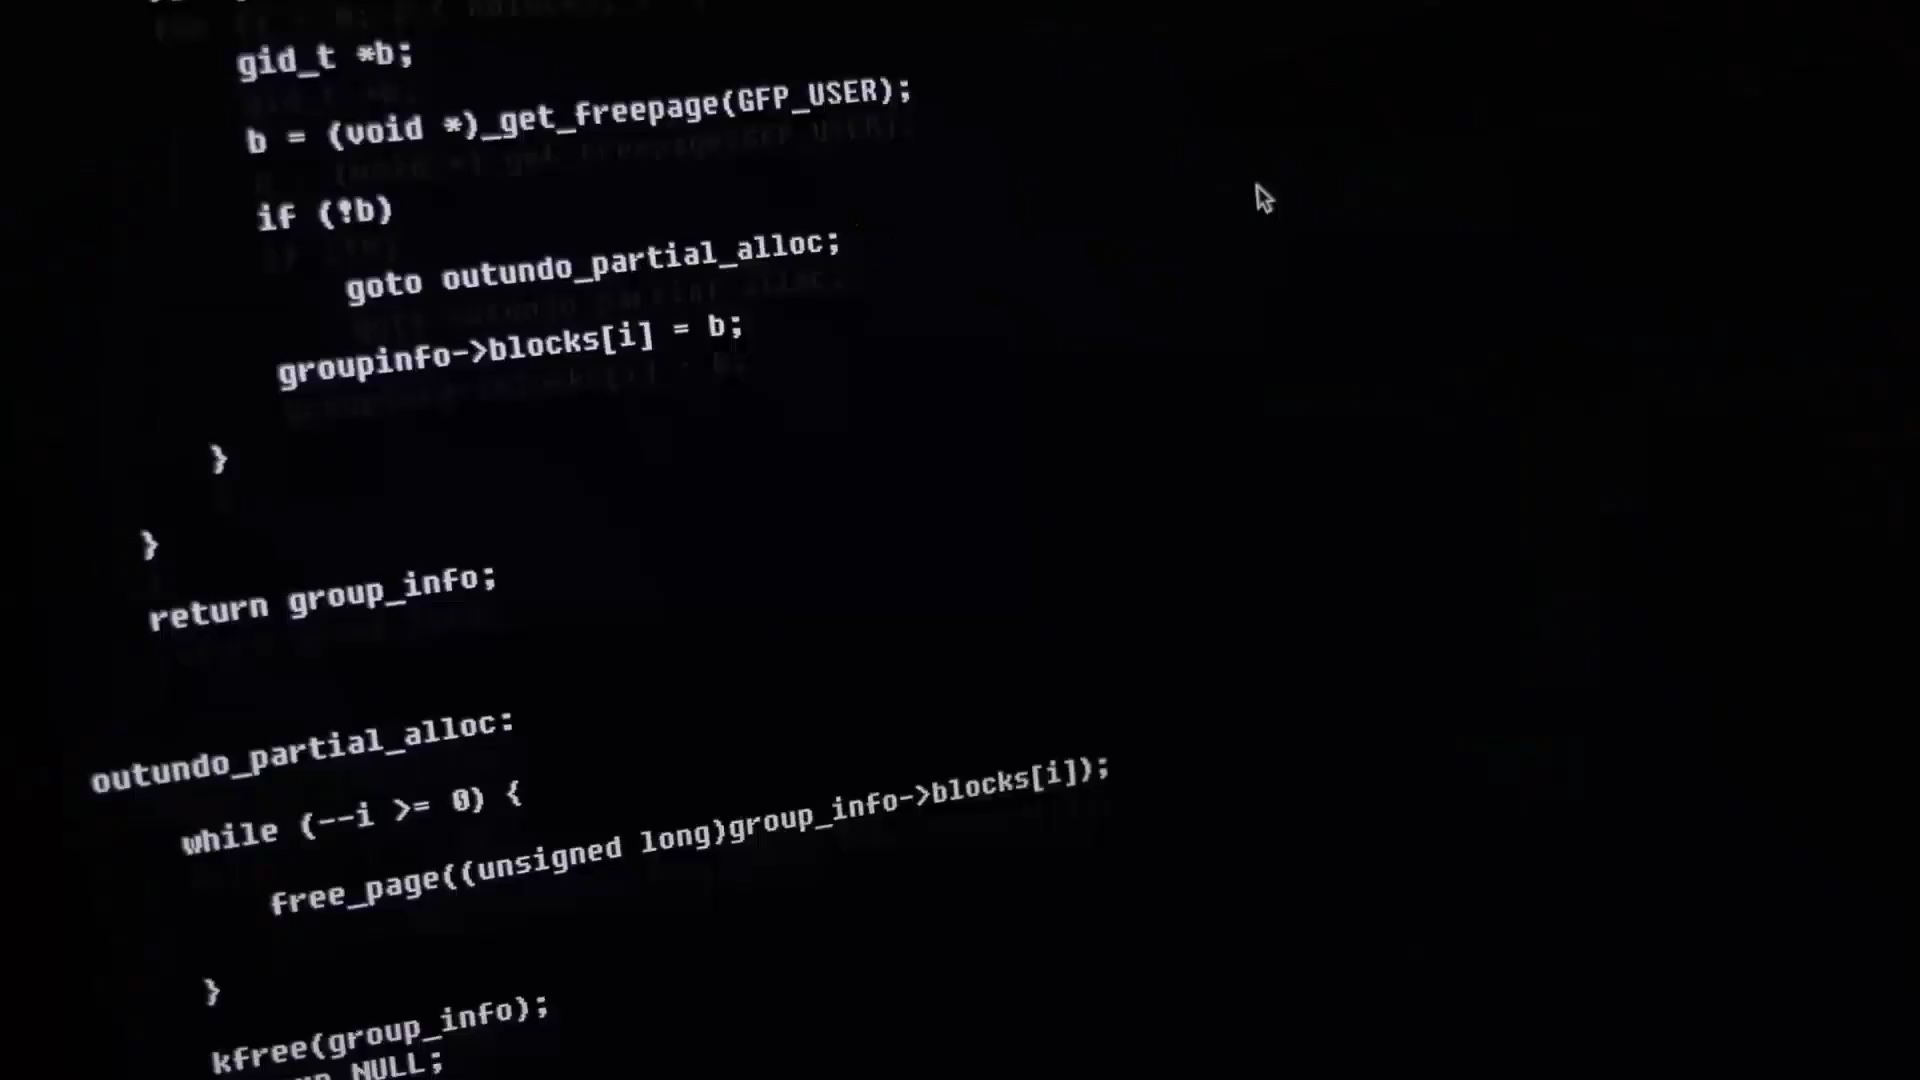 gid_t *b;
b = (void *)_get_freepage(GFP_USER);
if (!b)
goto outundo_partial_alloc;
groupinfo->blocks[i] = b;
}
}
return group_info;
outundo_partial_alloc:
while (--i >= 0) {
free_page((unsigned long)group_info->blocks[i]);
}
kfree(group_info);
NULL;